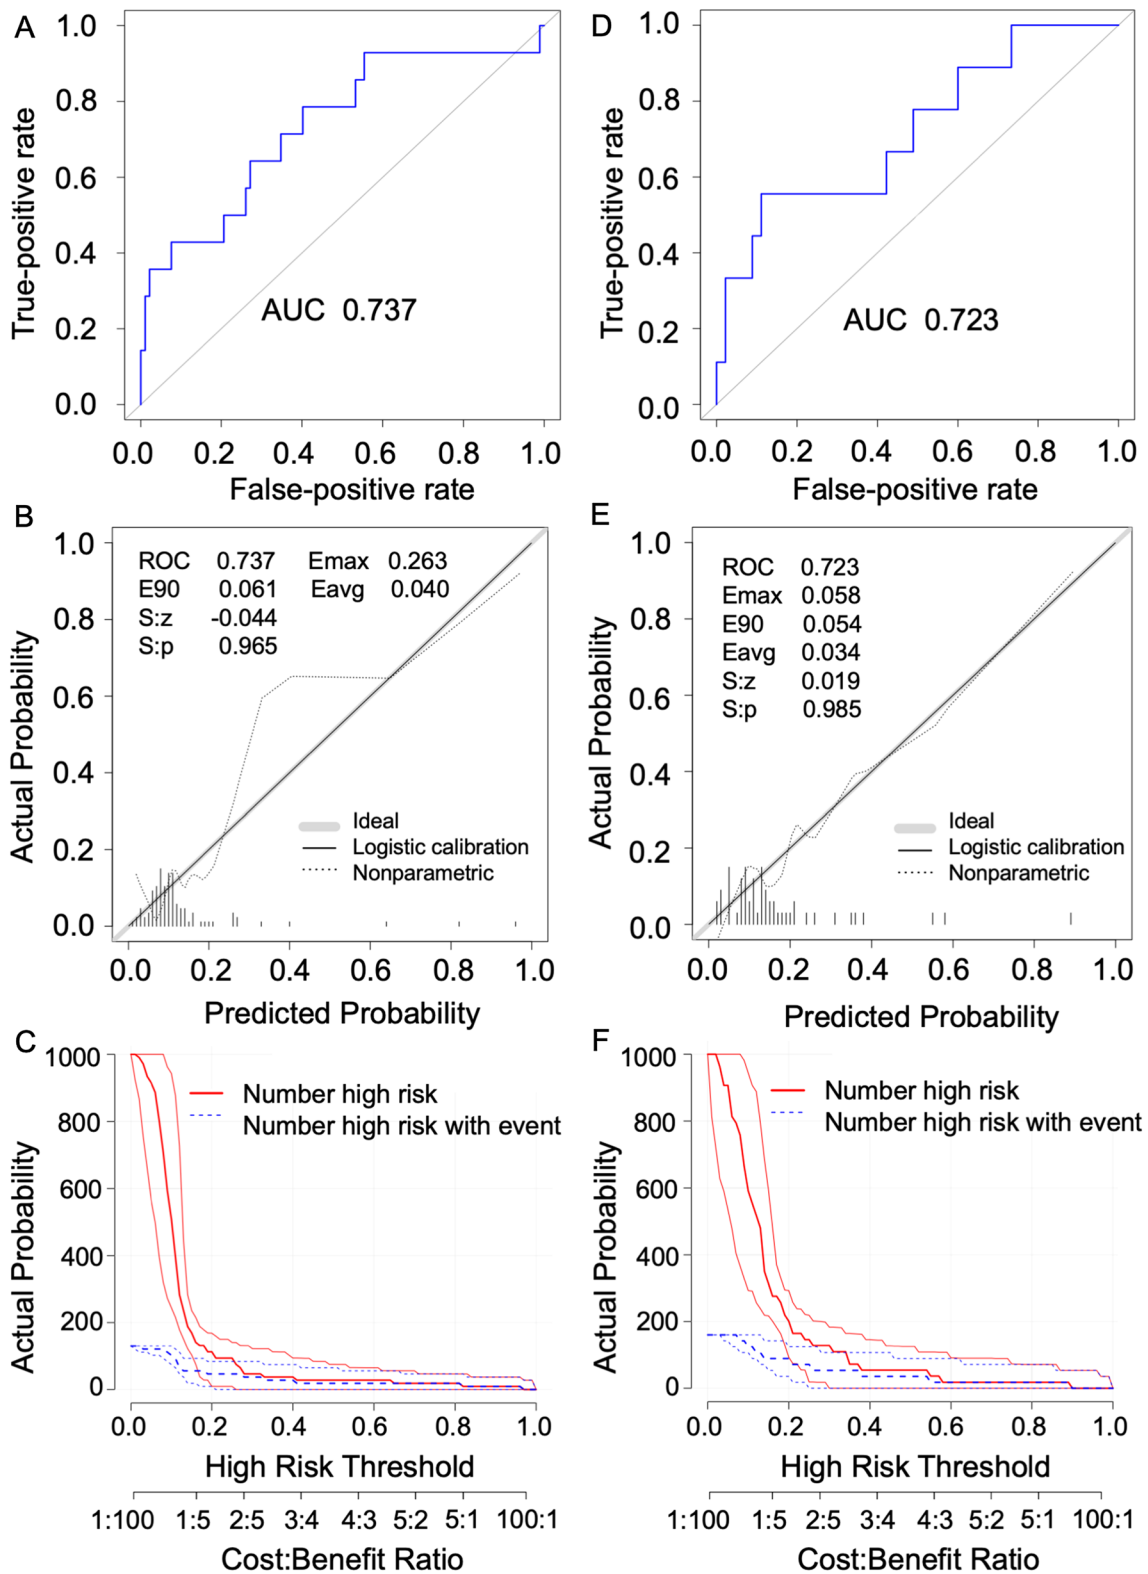 A
True-positive rate
1.0
0.8
0.6
0.4
0.2
0.0
AUC 0.737
0.0 0.2 0.4 0.6 0.8 1.0
False-positive rate
D
True-positive rate
1.0
0.8
0.6
0.4
0.2
0.0
AUC 0.723
0.0 0.2 0.4 0.6 0.8 1.0
False-positive rate
B
Actual Probability
1.0
0.8
0.6
0.4
0.2
0.0
ROC 0.737 Emax 0.263
E90 0.061 Eavg 0.040
S:z -0.044
S:p 0.965
Ideal
Logistic calibration
Nonparametric
0.0 0.2 0.4 0.6 0.8 1.0
Predicted Probability
E
Actual Probability
1.0
0.8
0.6
0.4
0.2
0.0
ROC 0.723
Emax 0.058
E90 0.054
Eavg 0.034
S:z 0.019
S:p 0.985
Ideal
Logistic calibration
Nonparametric
0.0 0.2 0.4 0.6 0.8 1.0
Predicted Probability
C
Actual Probability
1000
800
600
400
200
0
Number high risk
Number high risk with event
0.0 0.2 0.4 0.6 0.8 1.0
High Risk Threshold
1:100 1:5 2:5 3:4 4:3 5:2 5:1 100:1
Cost:Benefit Ratio
F
Actual Probability
1000
800
600
400
200
0
Number high risk
Number high risk with event
0.0 0.2 0.4 0.6 0.8 1.0
High Risk Threshold
1:100 1:5 2:5 3:4 4:3 5:2 5:1 100:1
Cost:Benefit Ratio